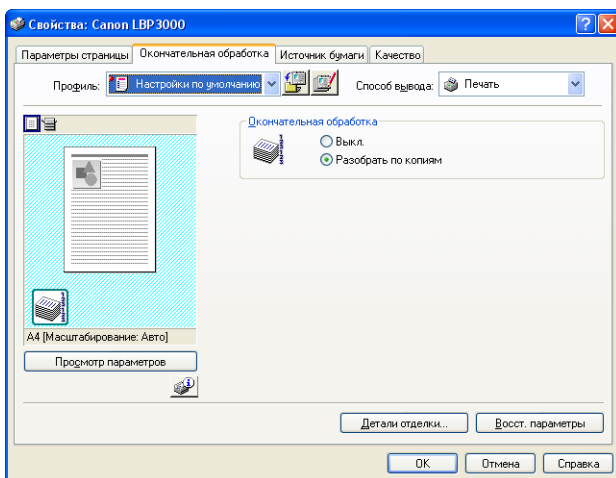 Свойства: Canon LBP3000
Параметры страницы Окончательная обработка Источник бумаги Качество
Профиль: Настройки по умолчанию Способ вывода: Печать
Окончательная обработка
Выкл.
Разобрать по копиям
A4 [Масштабирование: Авто]
Просмотр параметров
Детали отделки... Восст. параметры
OK Отмена Справка